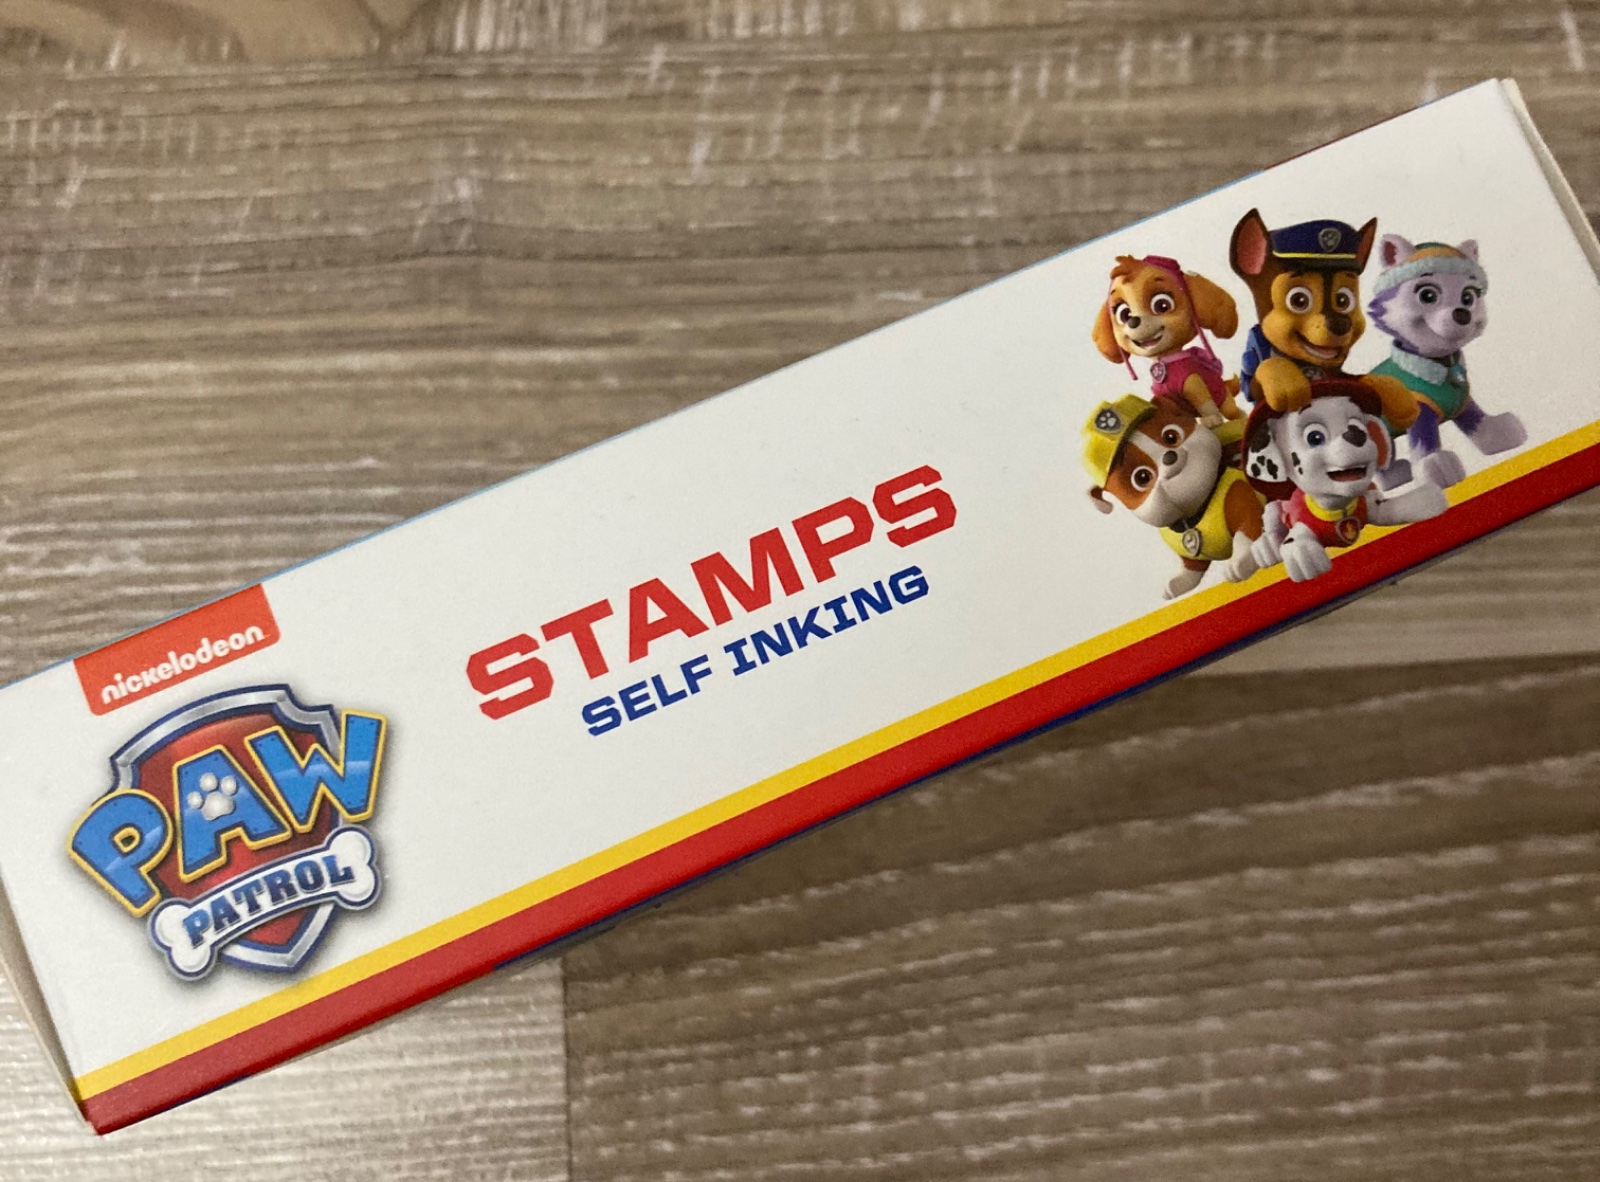 nickelodeon
PAW
PATROL
STAMPS
SELF INKING